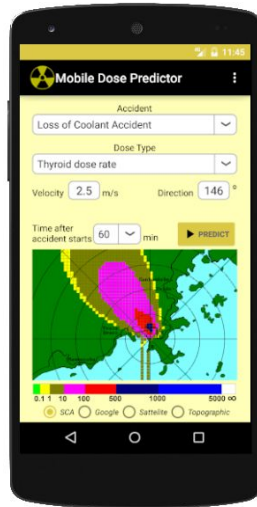 11:45
Mobile Dose Predictor
Accident
Loss of Coolant Accident
Dose Type
Thyroid dose rate
Velocity 2.5 m/s Direction 146 °
Time after
accident starts 60 min PREDICT
0.1 1 10 100 500 1000 5000 ∞
SCA Google Sattelite Topographic